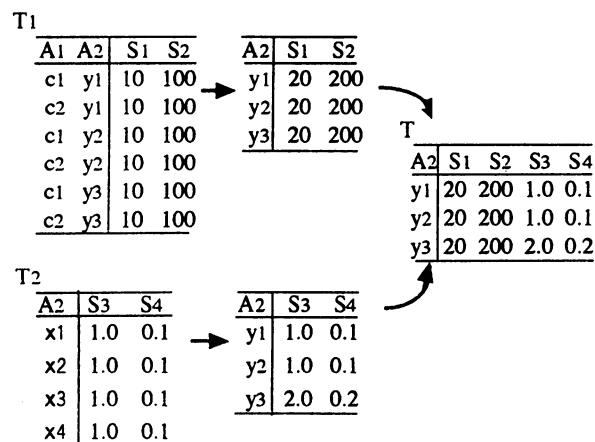 T1
A1 A2 S1 S2
c1 y1 10 100
c2 y1 10 100
c1 y2 10 100
c2 y2 10 100
c1 y3 10 100
c2 y3 10 100
A2 S1 S2
y1 20 200
y2 20 200
y3 20 200
T
A2 S1 S2 S3 S4
y1 20 200 1.0 0.1
y2 20 200 1.0 0.1
y3 20 200 2.0 0.2
T2
A2 S3 S4
x1 1.0 0.1
x2 1.0 0.1
x3 1.0 0.1
x4 1.0 0.1
A2 S3 S4
y1 1.0 0.1
y2 1.0 0.1
y3 2.0 0.2